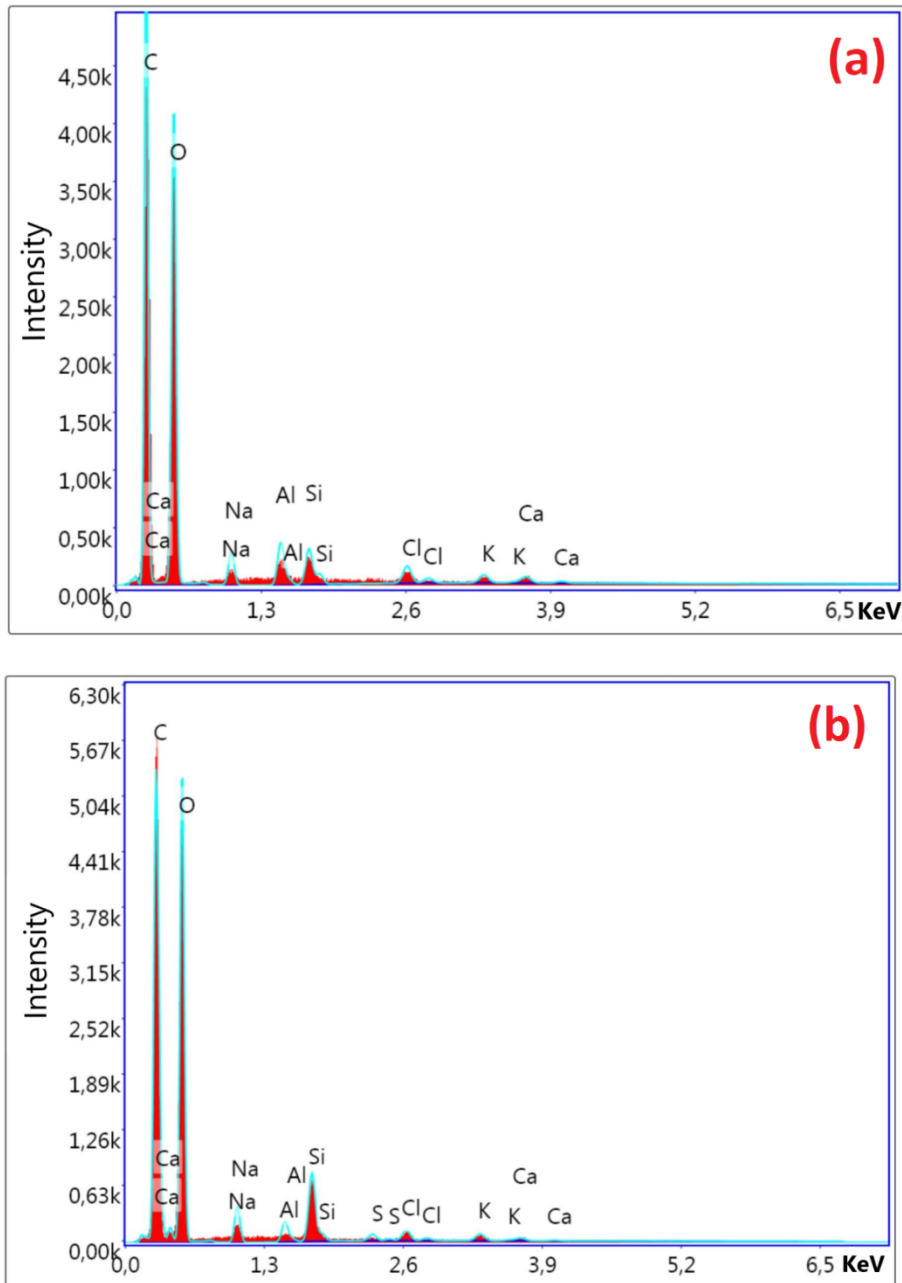 (a)
4,50k
C
4,00k
O
3,50k
3,00k
2,50k
2,00k
1,50k
1,00k
0,50k
0,00k
Intensity
Ca
Ca
Na
Na
Al
Al
Si
Si
Cl
Cl
K
K
Ca
Ca
0,0 1,3 2,6 3,9 5,2 6,5 KeV
(b)
6,30k
C
5,67k
O
5,04k
4,41k
3,78k
3,15k
2,52k
1,89k
1,26k
0,63k
0,00k
Intensity
Ca
Ca
Na
Na
Al
Al
Si
Si
S
S
Cl
Cl
K
K
Ca
Ca
0,0 1,3 2,6 3,9 5,2 6,5 KeV